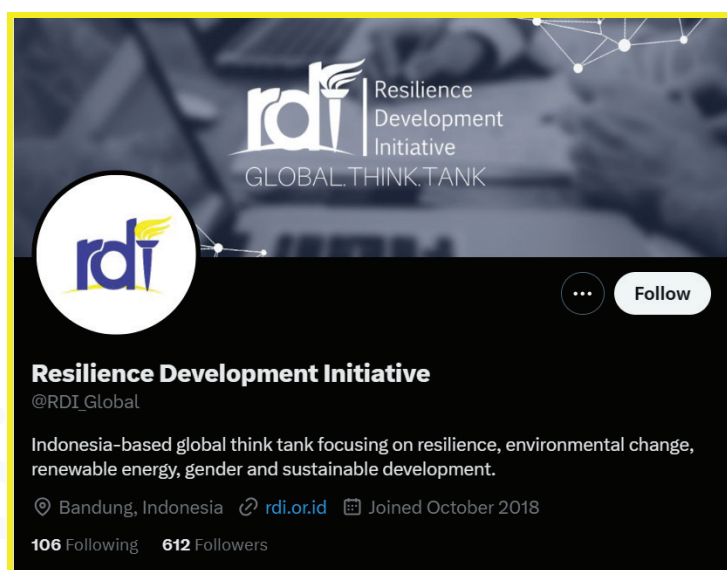 rdi
Resilience
Development
Initiative
GLOBAL.THINK.TANK
rdi
Follow
Resilience Development Initiative
@RDI_Global
Indonesia-based global think tank focusing on resilience, environmental change,
renewable energy, gender and sustainable development.
Bandung, Indonesia rdi.or.id Joined October 2018
106 Following 612 Followers